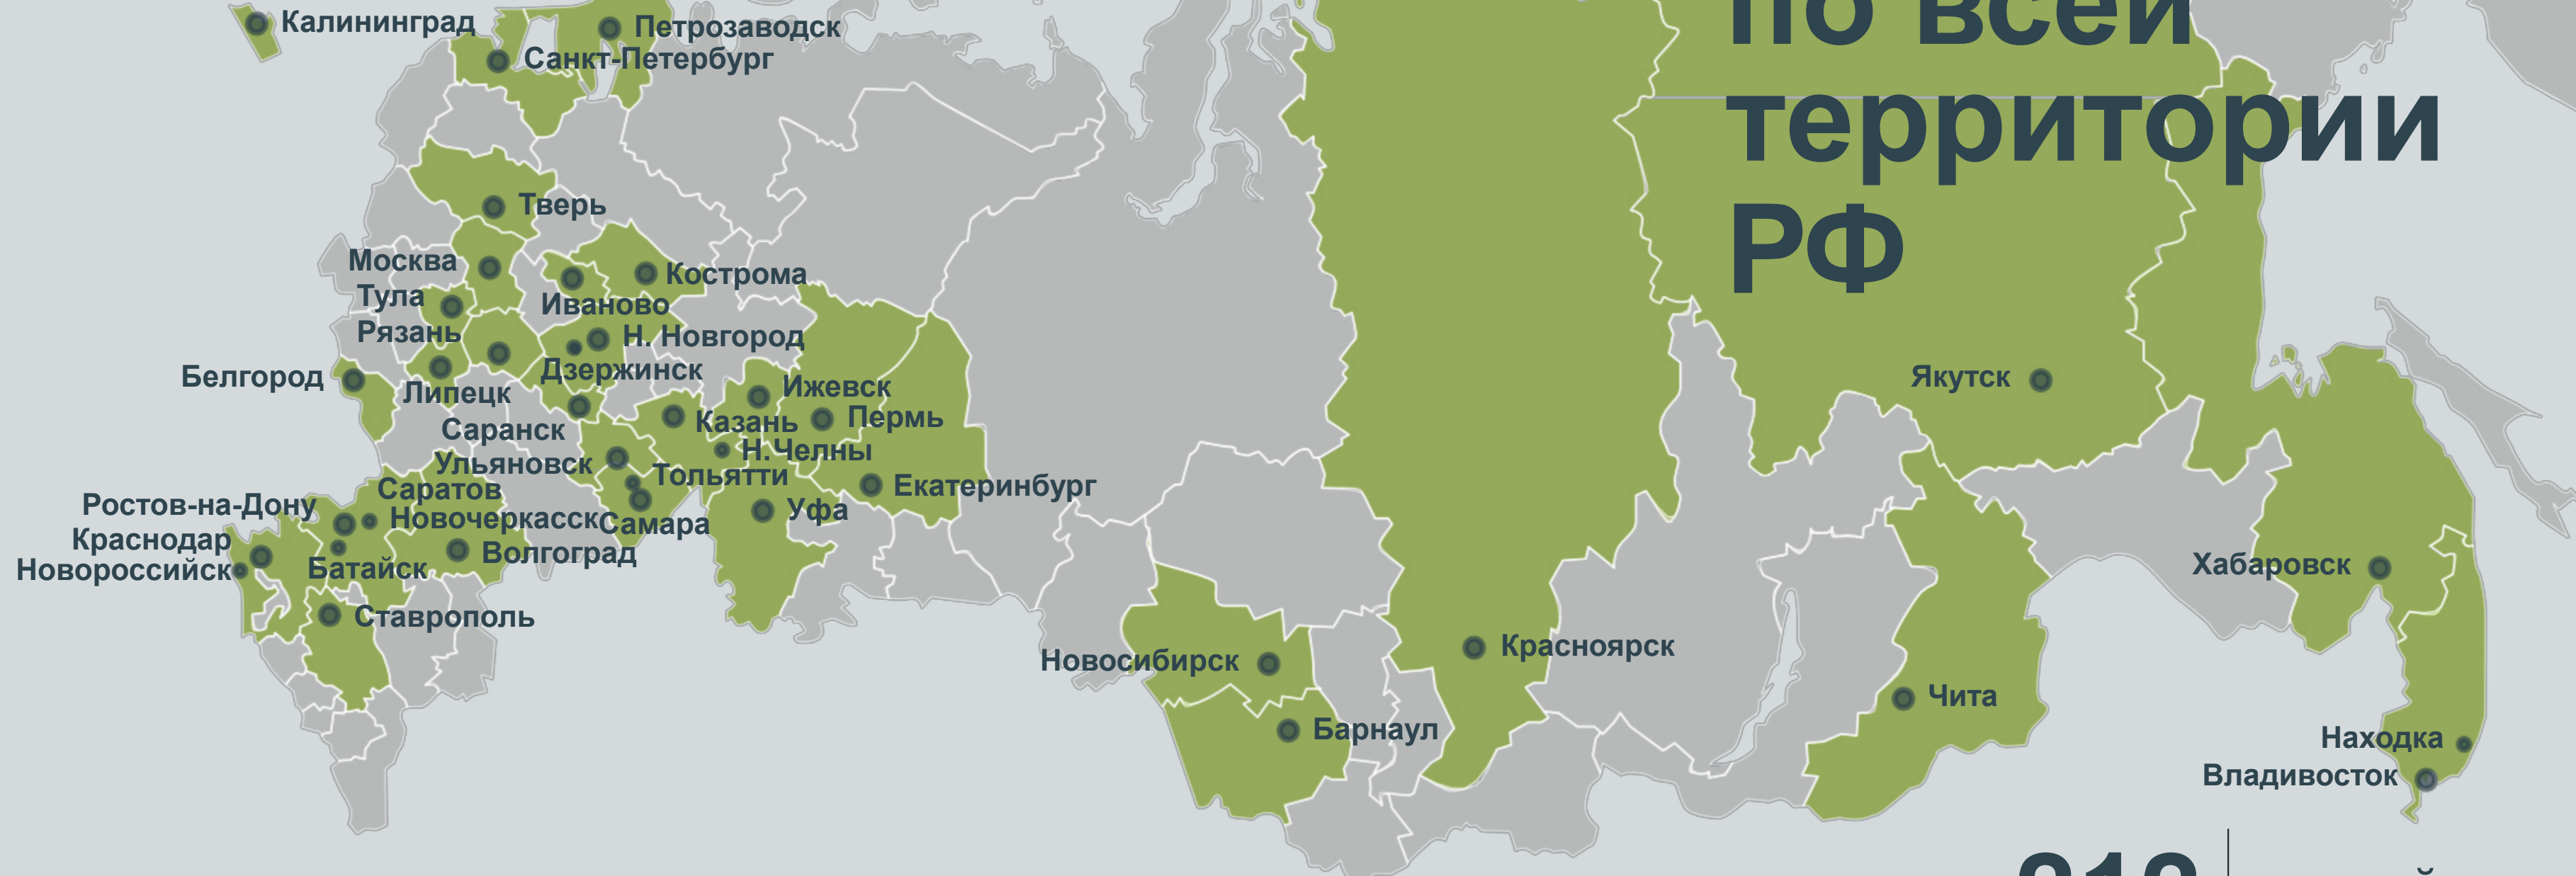 Калининград
Петрозаводск
Санкт-Петербург
по всей
территории
РФ
Тверь
Москва
Кострома
Тула
Иваново
Рязань
Н. Новгород
Белгород
Дзержинск
Якутск
Липецк
Ижевск
Казань
Пермь
Саранск
Н.Челны
Ульяновск
Тольятти
Саратов
Екатеринбург
Ростов-на-Дону
Уфа
Новочеркасск
Самара
Краснодар
Волгоград
Новороссийск
Батайск
Хабаровск
Ставрополь
Красноярск
Новосибирск
Чита
Барнаул
Находка
Владивосток